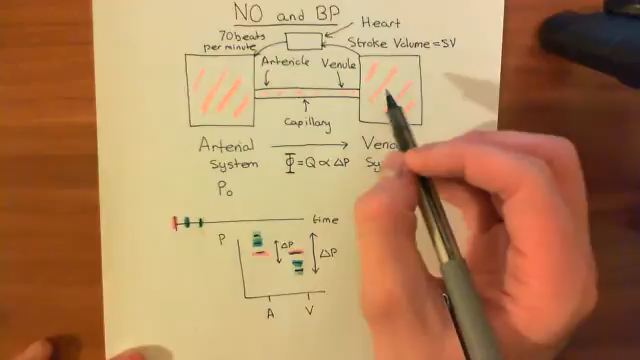 NO and BP
Heart
70 beats
per minute
Stroke Volume = SV
Arteriole
Venule
Capillary
Arterial
System
Φ = Q ∝ ΔP
P₀
time
P
ΔP
ΔP
A
V